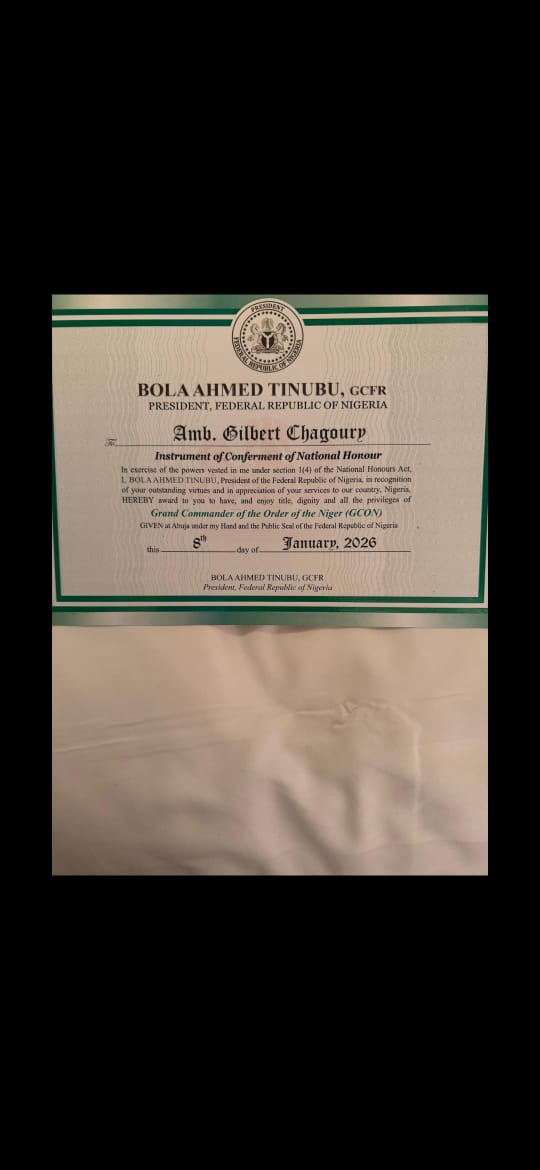 PRESIDENT
FEDERAL REPUBLIC OF NIGERIA
BOLA AHMED TINUBU, GCFR
PRESIDENT, FEDERAL REPUBLIC OF NIGERIA
To Amb. Gilbert Chagoury
Instrument of Conferment of National Honour
In exercise of the powers vested in me under section 1(4) of the National Honours Act,
I, BOLA AHMED TINUBU, President of the Federal Republic of Nigeria, in recognition
of your outstanding virtues and in appreciation of your services to our country, Nigeria,
HEREBY award to you to have, and enjoy title, dignity and all the privileges of
Grand Commander of the Order of the Niger (GCON)
GIVEN at Abuja under my Hand and the Public Seal of the Federal Republic of Nigeria
this 8th day of January, 2026
BOLA AHMED TINUBU, GCFR
President, Federal Republic of Nigeria